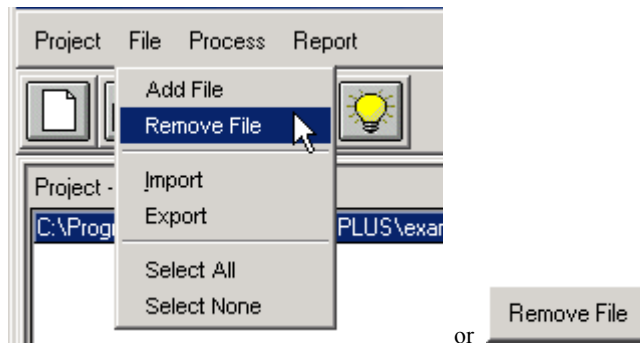 Project File Process Report
Add File
Remove File
Import
Project -
Export
C:\Prog PLUS\exar
Select All
Select None
or Remove File